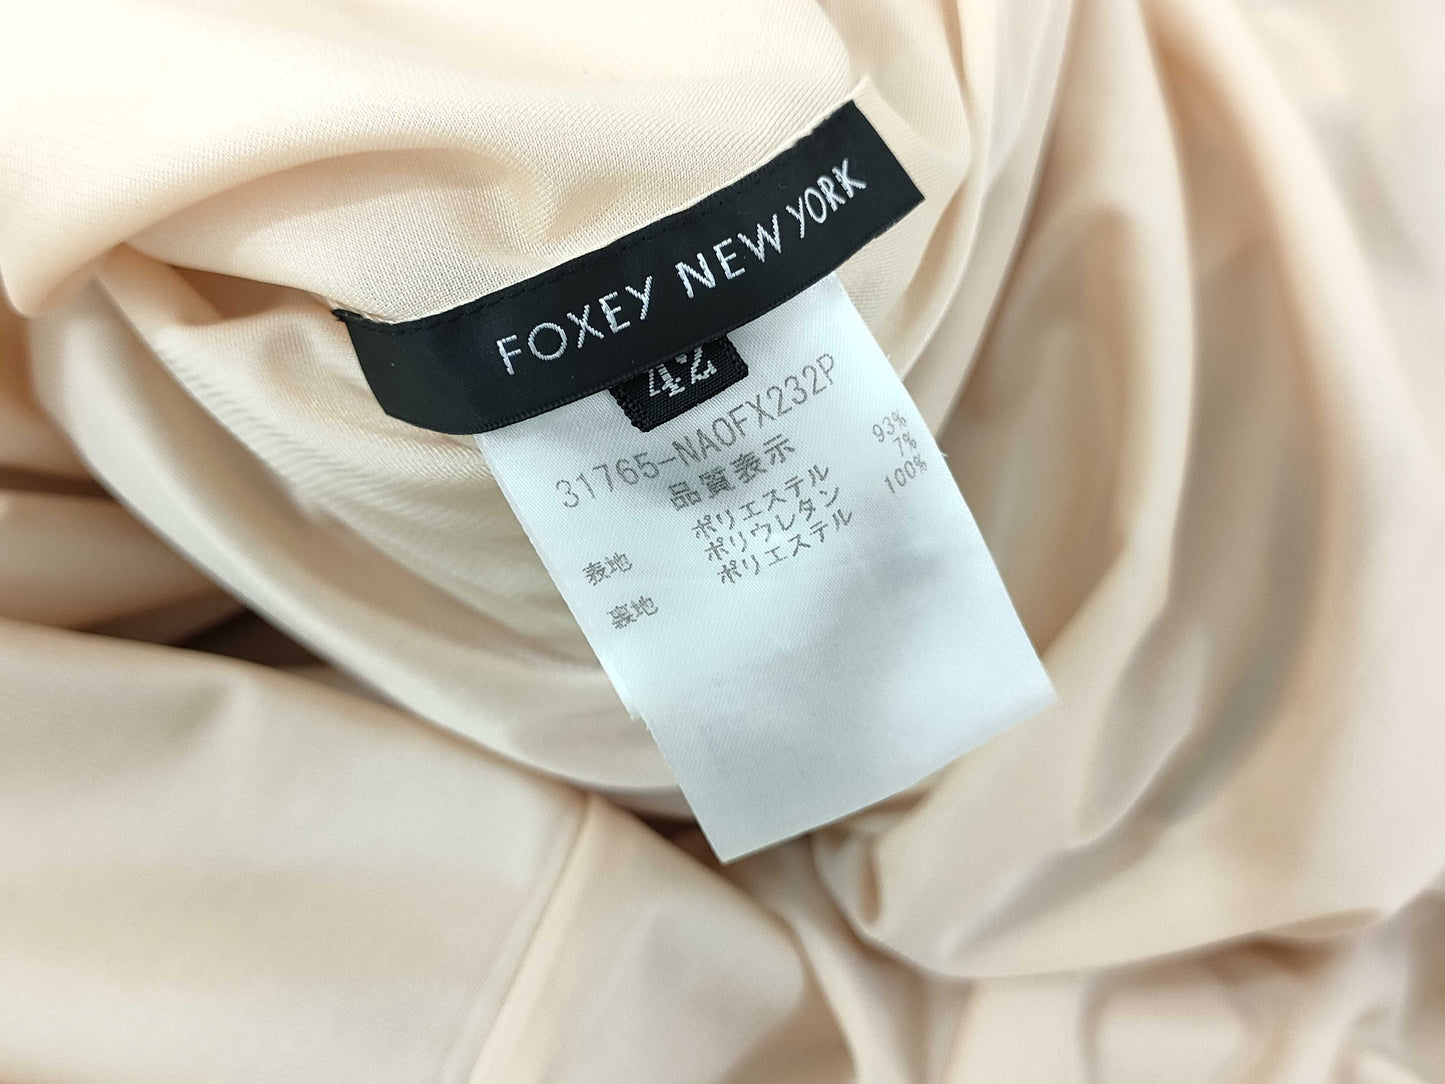 FOXEY NEW YORK
42
31765-NAOFX232P
品質表示
表地 ポリエステル 93%
ポリウレタン 7%
裏地 ポリエステル 100%